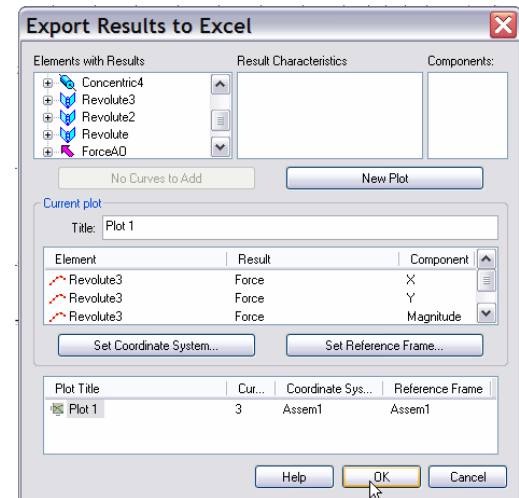 Export Results to Excel
Elements with Results Result Characteristics Components:
Concentric4
Revolute3
Revolute2
Revolute
ForceAO
No Curves to Add New Plot
Current plot
Title: Plot 1
Element Result Component
Revolute3 Force X
Revolute3 Force Y
Revolute3 Force Magnitude
Set Coordinate System... Set Reference Frame...
Plot Title Cur... Coordinate Sys... Reference Frame
Plot 1 3 Assem1 Assem1
Help OK Cancel